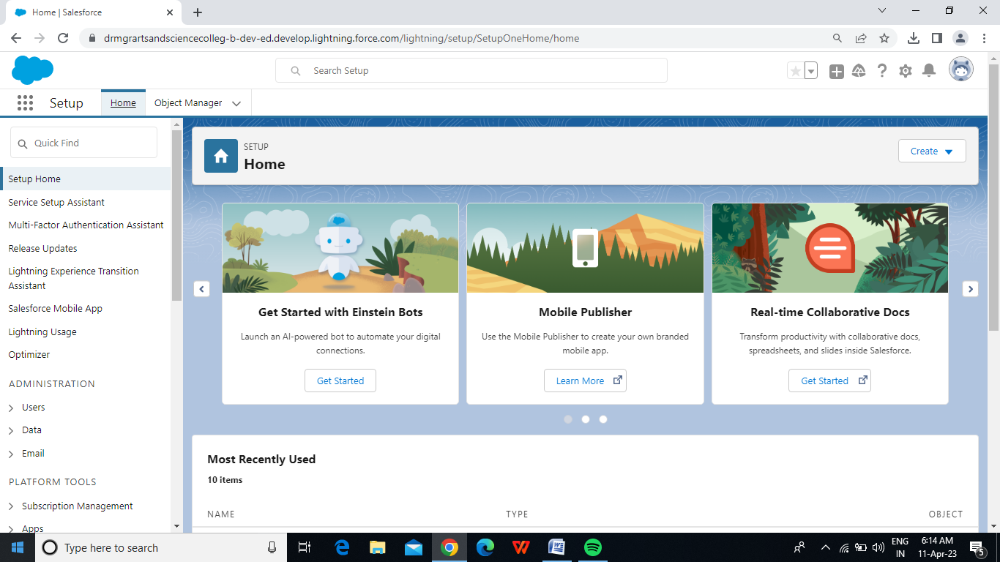 Home | Salesforce
drmgrartsandsciencecolleg-b-dev-ed.develop.lightning.force.com/lightning/setup/SetupOneHome/home
Search Setup
Setup
Home
Object Manager
Quick Find
Setup Home
Service Setup Assistant
Multi-Factor Authentication Assistant
Release Updates
Lightning Experience Transition
Assistant
Salesforce Mobile App
Lightning Usage
Optimizer
ADMINISTRATION
Users
Data
Email
PLATFORM TOOLS
Subscription Management
Apps
SETUP
Home
Create
Get Started with Einstein Bots
Launch an AI-powered bot to automate your digital
connections.
Get Started
Mobile Publisher
Use the Mobile Publisher to create your own branded
mobile app.
Learn More
Real-time Collaborative Docs
Transform productivity with collaborative docs,
spreadsheets, and slides inside Salesforce.
Get Started
Most Recently Used
10 items
NAME
TYPE
OBJECT
Type here to search
ENG
IN
6:14 AM
11-Apr-23
5